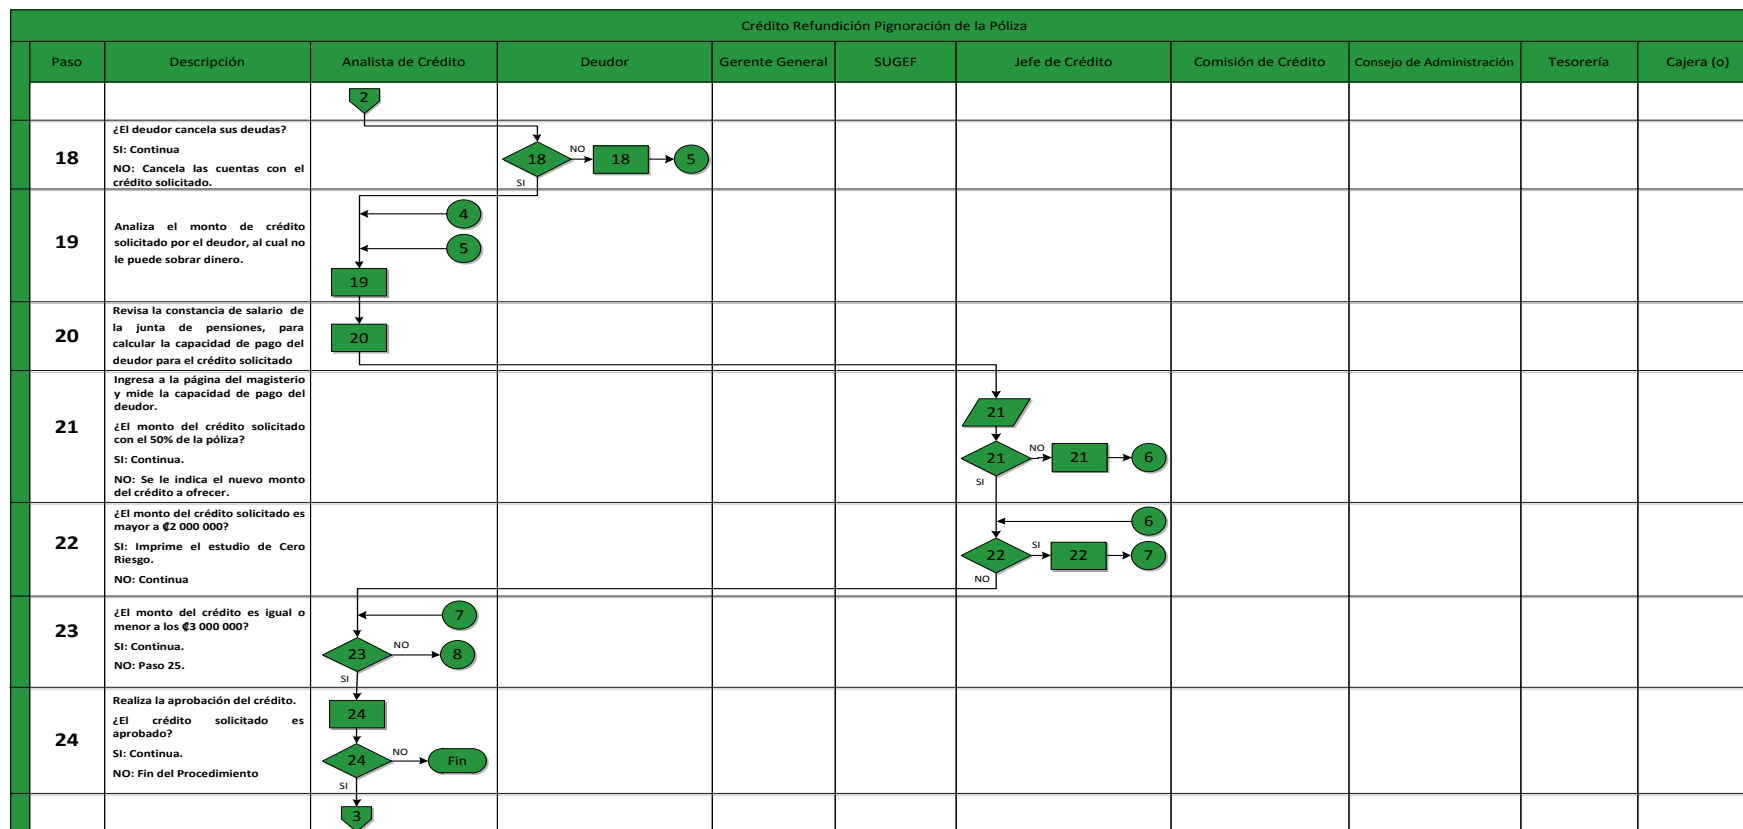 Crédito Refundición Pignoración de la Póliza
Paso
Descripción
Analista de Crédito
Deudor
Gerente General
SUGEF
Jefe de Crédito
Comisión de Crédito
Consejo de Administración
Tesorería
Cajera (o)
2
18
¿El deudor cancela sus deudas?
SI: Continua
NO: Cancela las cuentas con el
crédito solicitado.
18
NO
18
5
SI
19
Analiza el monto de crédito
solicitado por el deudor, al cual no
le puede sobrar dinero.
4
5
19
20
Revisa la constancia de salario de
la junta de pensiones, para
calcular la capacidad de pago del
deudor para el crédito solicitado
20
21
Ingresa a la página del magisterio
y mide la capacidad de pago del
deudor.
¿El monto del crédito solicitado
con el 50% de la póliza?
SI: Continua.
NO: Se le indica el nuevo monto
del crédito a ofrecer.
21
21
NO
21
6
SI
22
¿El monto del crédito solicitado es
mayor a ₡2 000 000?
SI: Imprime el estudio de Cero
Riesgo.
NO: Continua
6
22
SI
22
7
NO
23
¿El monto del crédito es igual o
menor a los ₡3 000 000?
SI: Continua.
NO: Paso 25.
7
23
NO
8
SI
24
Realiza la aprobación del crédito.
¿El crédito solicitado es
aprobado?
SI: Continua.
NO: Fin del Procedimiento
24
24
NO
Fin
SI
3